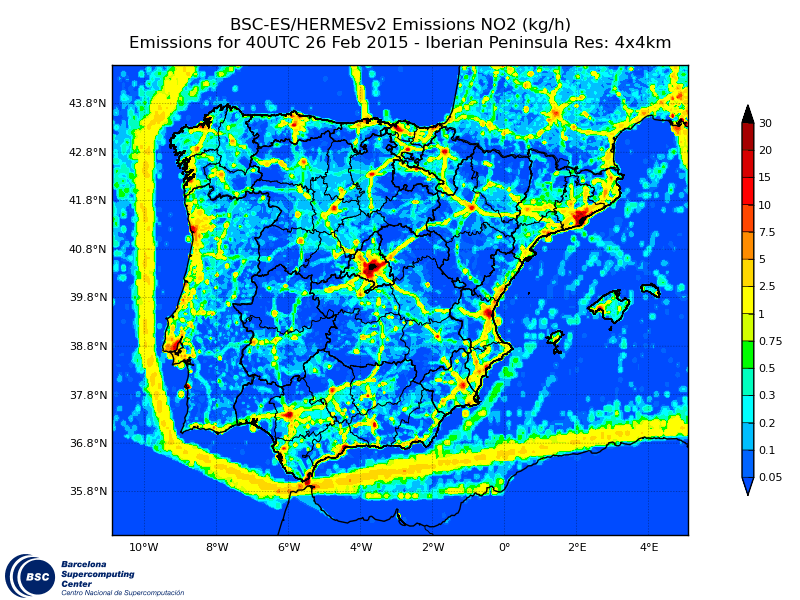 BSC-ES/HERMESv2 Emissions NO2 (kg/h)
Emissions for 40UTC 26 Feb 2015 - Iberian Peninsula Res: 4x4km
43.8°N
42.8°N
41.8°N
40.8°N
39.8°N
38.8°N
37.8°N
36.8°N
35.8°N
10°W 8°W 6°W 4°W 2°W 0° 2°E 4°E
30
20
15
10
7.5
5
2.5
1
0.75
0.5
0.3
0.2
0.1
0.05
BSC
Barcelona
Supercomputing
Center
Centro Nacional de Supercomputación